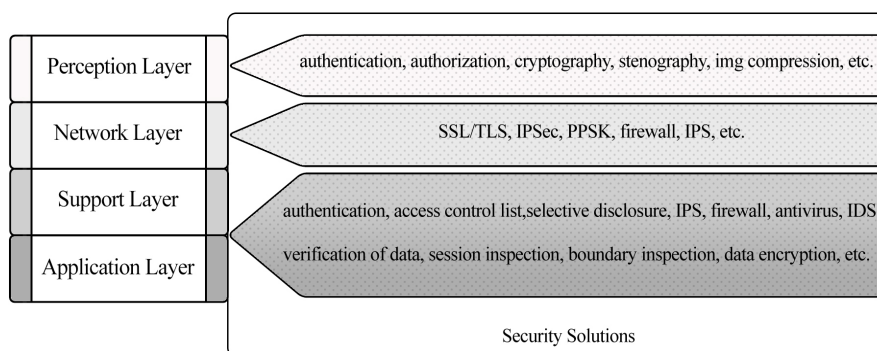 Perception Layer
authentication, authorization, cryptography, stenography, img compression, etc.
Network Layer
SSL/TLS, IPSec, PPSK, firewall, IPS, etc.
Support Layer
Application Layer
authentication, access control list,selective disclosure, IPS, firewall, antivirus, IDS
verification of data, session inspection, boundary inspection, data encryption, etc.
Security Solutions